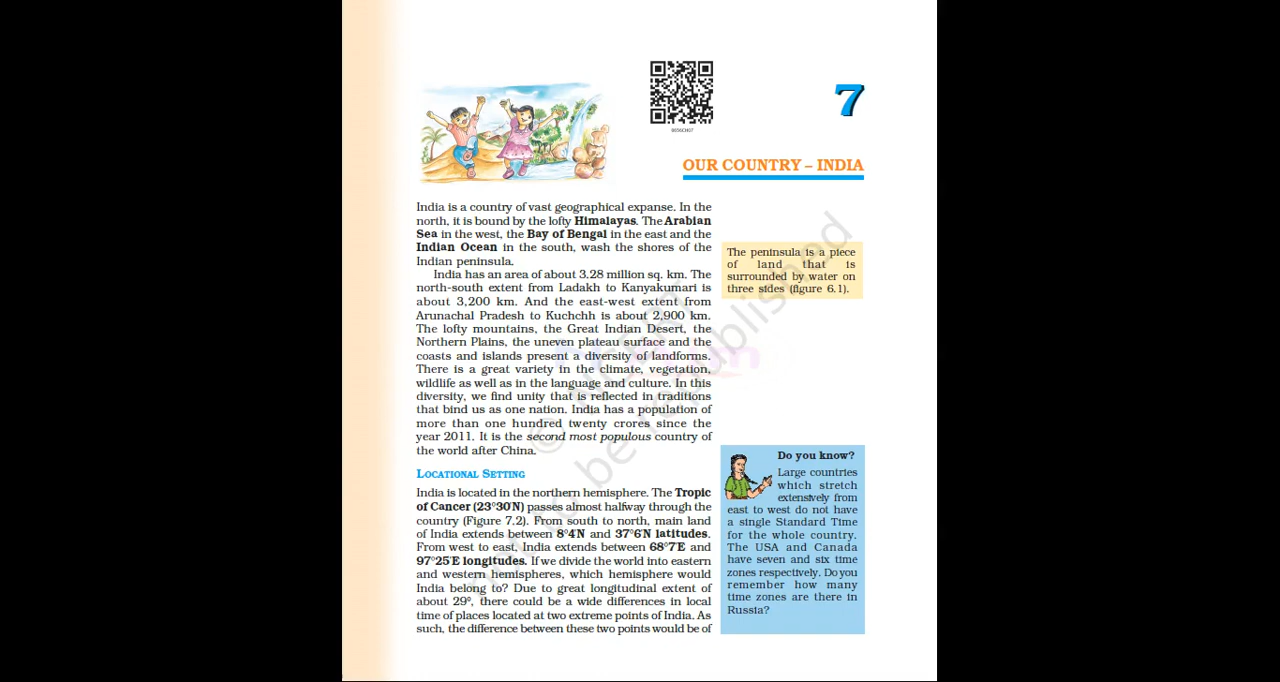 0656CH07
7
OUR COUNTRY – INDIA
India is a country of vast geographical expanse. In the
north, it is bound by the lofty Himalayas. The Arabian
Sea in the west, the Bay of Bengal in the east and the
Indian Ocean in the south, wash the shores of the
Indian peninsula.
India has an area of about 3.28 million sq. km. The
north-south extent from Ladakh to Kanyakumari is
about 3,200 km. And the east-west extent from
Arunachal Pradesh to Kuchchh is about 2,900 km.
The lofty mountains, the Great Indian Desert, the
Northern Plains, the uneven plateau surface and the
coasts and islands present a diversity of landforms.
There is a great variety in the climate, vegetation,
wildlife as well as in the language and culture. In this
diversity, we find unity that is reflected in traditions
that bind us as one nation. India has a population of
more than one hundred twenty crores since the
year 2011. It is the second most populous country of
the world after China.
LOCATIONAL SETTING
India is located in the northern hemisphere. The Tropic
of Cancer (23°30'N) passes almost halfway through the
country (Figure 7.2). From south to north, main land
of India extends between 8°4'N and 37°6'N latitudes.
From west to east, India extends between 68°7'E and
97°25'E longitudes. If we divide the world into eastern
and western hemispheres, which hemisphere would
India belong to? Due to great longitudinal extent of
about 29°, there could be a wide differences in local
time of places located at two extreme points of India. As
such, the difference between these two points would be of
The peninsula is a piece
of land that is
surrounded by water on
three sides (figure 6.1).
Do you know?
Large countries
which stretch
extensively from
east to west do not have
a single Standard Time
for the whole country.
The USA and Canada
have seven and six time
zones respectively. Do you
remember how many
time zones are there in
Russia?
© NCERT
not to be republished